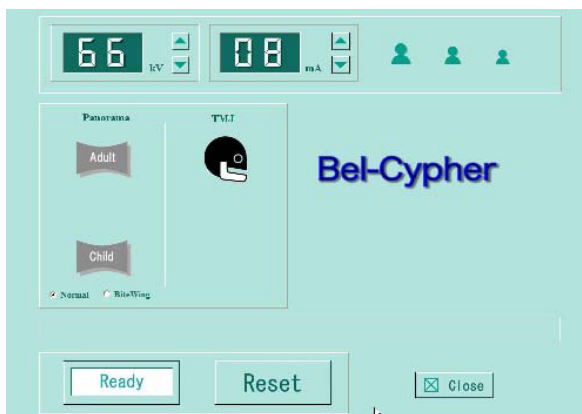 66 kV 08 mA
Panorama TMJ
Adult
Bel-Cypher
Child
Normal BiteWing
Ready Reset Close